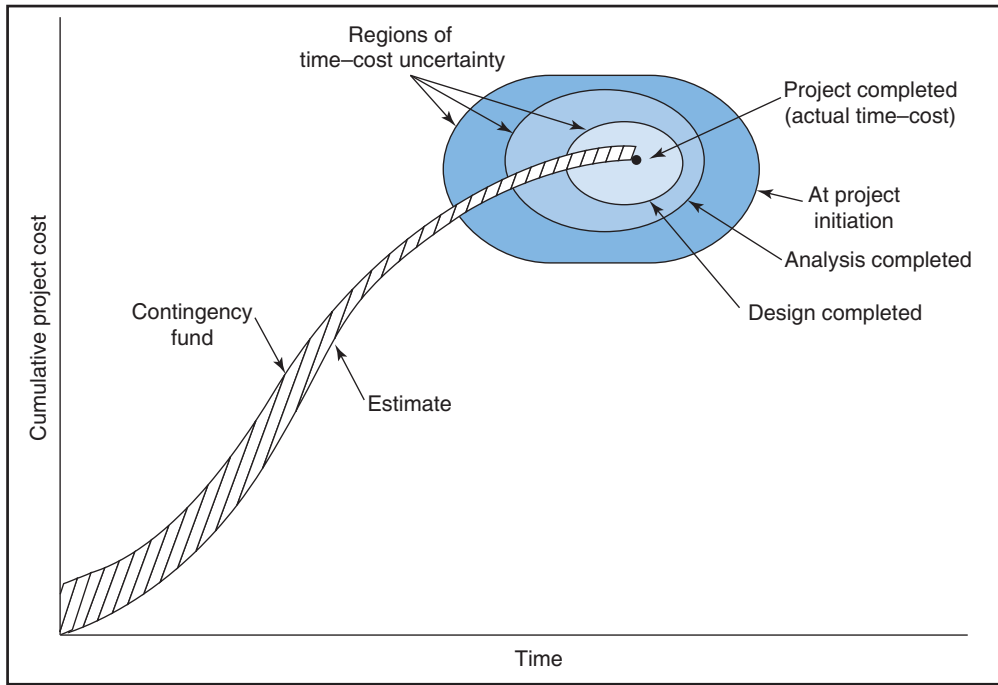 Regions of
time–cost uncertainty
Project completed
(actual time–cost)
At project
initiation
Analysis completed
Design completed
Contingency
fund
Estimate
Cumulative project cost
Time